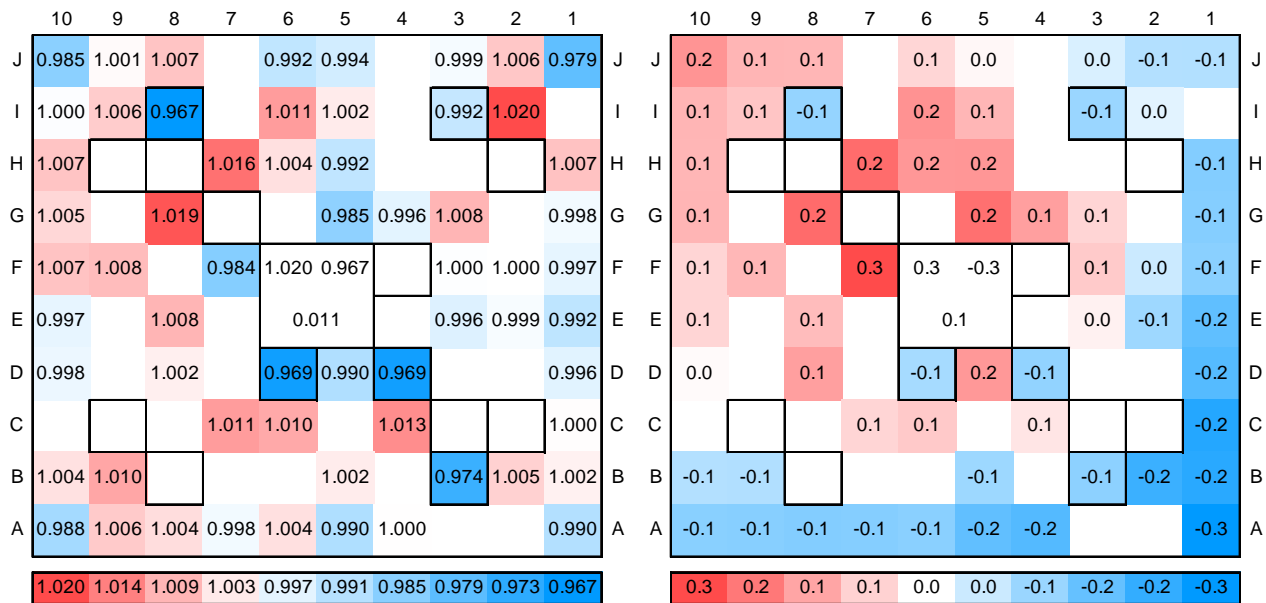 10 9 8 7 6 5 4 3 2 1 10 9 8 7 6 5 4 3 2 1
J 0.985 1.001 1.007 0.992 0.994 0.999 1.006 0.979 J J 0.2 0.1 0.1 0.1 0.0 0.0 -0.1 -0.1 J
I 1.000 1.006 0.967 1.011 1.002 0.992 1.020 I I 0.1 0.1 -0.1 0.2 0.1 -0.1 0.0 I
H 1.007 1.016 1.004 0.992 1.007 H H 0.1 0.2 0.2 0.2 -0.1 H
G 1.005 1.019 0.985 0.996 1.008 0.998 G G 0.1 0.2 0.2 0.1 0.1 -0.1 G
F 1.007 1.008 0.984 1.020 0.967 1.000 1.000 0.997 F F 0.1 0.1 0.3 0.3 -0.3 0.1 0.0 -0.1 F
E 0.997 1.008 0.011 0.996 0.999 0.992 E E 0.1 0.1 0.1 0.0 -0.1 -0.2 E
D 0.998 1.002 0.969 0.990 0.969 0.996 D D 0.0 0.1 -0.1 0.2 -0.1 -0.2 D
C 1.011 1.010 1.013 1.000 C C 0.1 0.1 0.1 -0.2 C
B 1.004 1.010 1.002 0.974 1.005 1.002 B B -0.1 -0.1 -0.1 -0.1 -0.2 -0.2 B
A 0.988 1.006 1.004 0.998 1.004 0.990 1.000 0.990 A A -0.1 -0.1 -0.1 -0.1 -0.1 -0.2 -0.2 -0.3 A
1.020 1.014 1.009 1.003 0.997 0.991 0.985 0.979 0.973 0.967 0.3 0.2 0.1 0.1 0.0 0.0 -0.1 -0.2 -0.2 -0.3